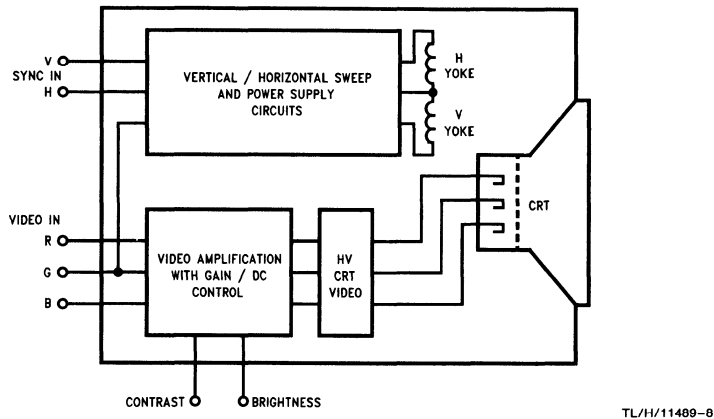 V
SYNC IN
H
VERTICAL / HORIZONTAL SWEEP
AND POWER SUPPLY
CIRCUITS
H
YOKE
V
YOKE
VIDEO IN
R
G
B
VIDEO AMPLIFICATION
WITH GAIN / DC
CONTROL
HV
CRT
VIDEO
CRT
CONTRAST
BRIGHTNESS
TL/H/11489-8